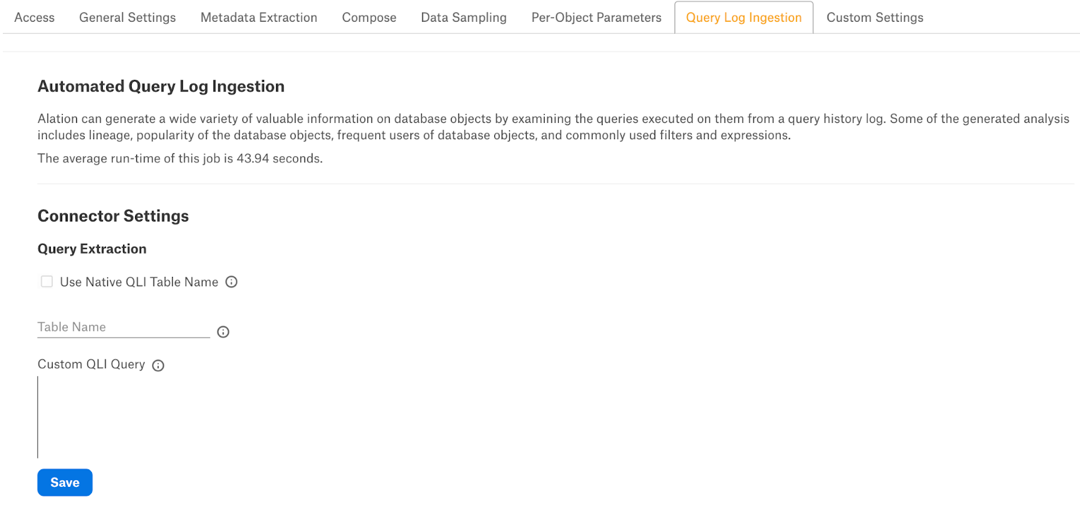 Access General Settings Metadata Extraction Compose Data Sampling Per-Object Parameters Query Log Ingestion Custom Settings
Automated Query Log Ingestion
Alation can generate a wide variety of valuable information on database objects by examining the queries executed on them from a query history log. Some of the generated analysis
includes lineage, popularity of the database objects, frequent users of database objects, and commonly used filters and expressions.
The average run-time of this job is 43.94 seconds.
Connector Settings
Query Extraction
Use Native QLI Table Name
Table Name
Custom QLI Query
Save